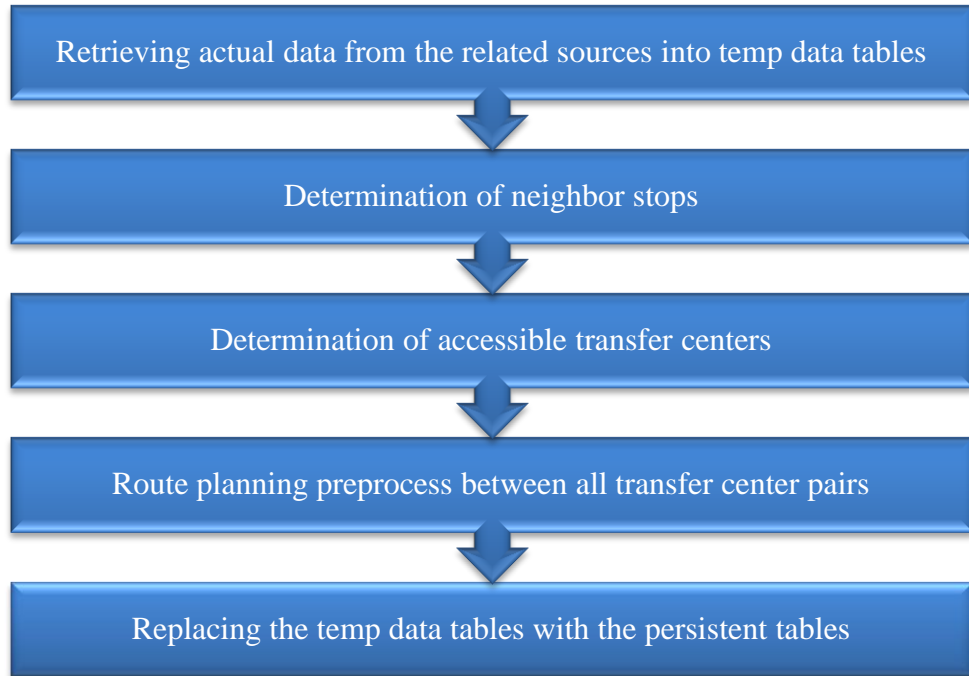 Retrieving actual data from the related sources into temp data tables
Determination of neighbor stops
Determination of accessible transfer centers
Route planning preprocess between all transfer center pairs
Replacing the temp data tables with the persistent tables